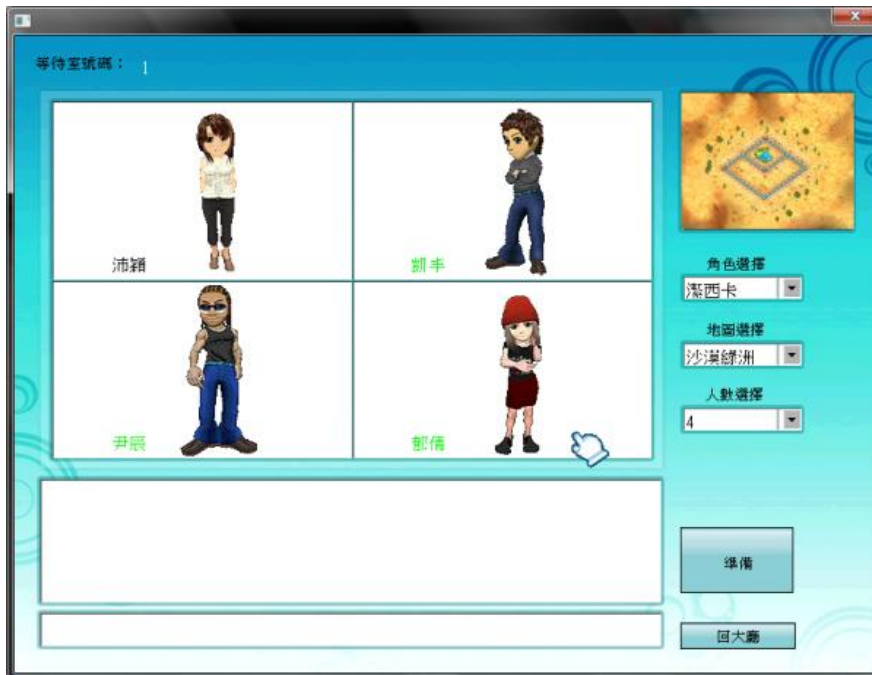 等待室號碼： 1
沛穎
凱丰
尹宸
郁倩
角色選擇
潔西卡
地圖選擇
沙漠綠洲
人數選擇
4
準備
回大廳